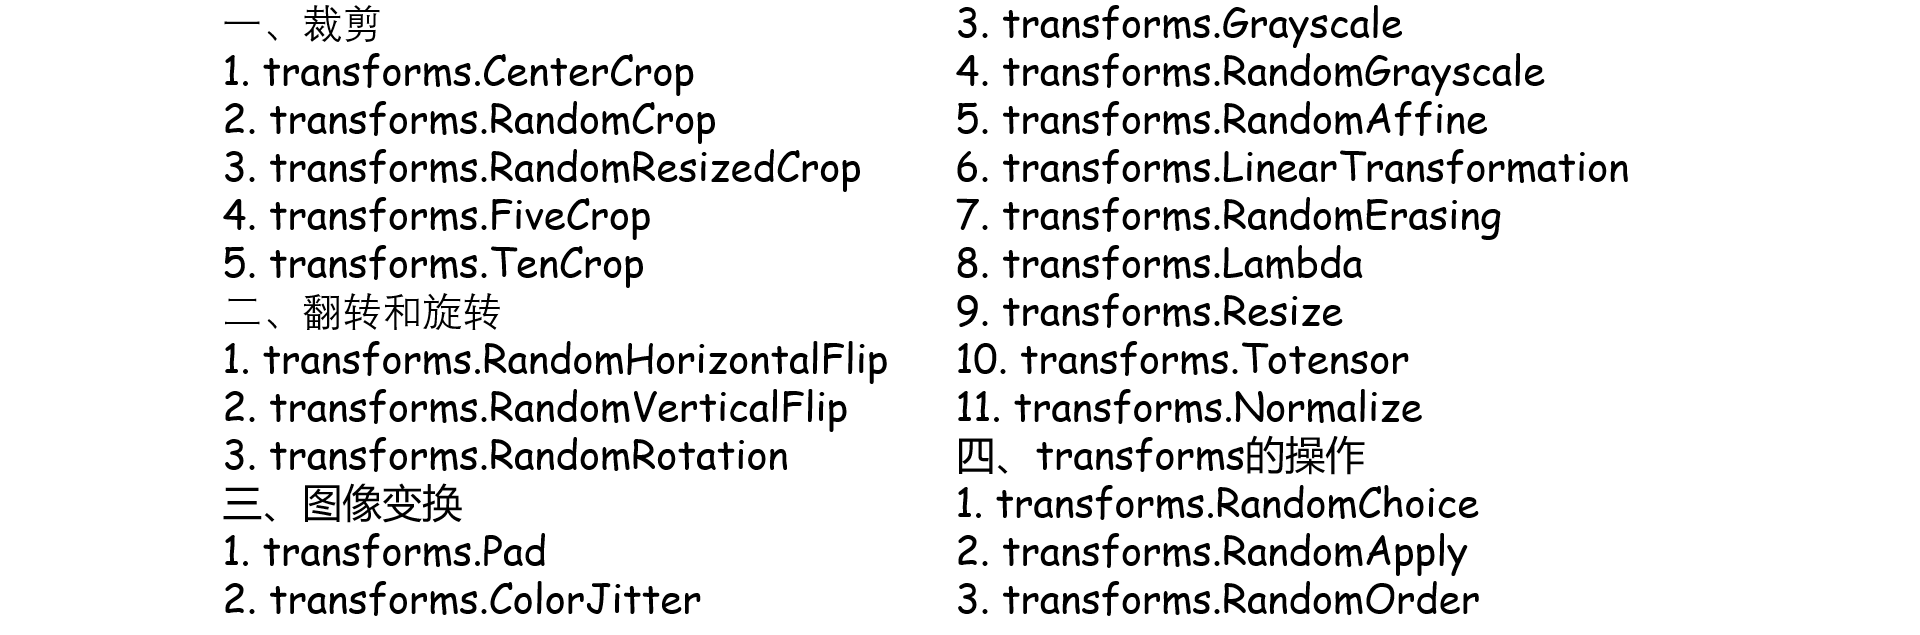 一、裁剪
1. transforms.CenterCrop
2. transforms.RandomCrop
3. transforms.RandomResizedCrop
4. transforms.FiveCrop
5. transforms.TenCrop
二、翻转和旋转
1. transforms.RandomHorizontalFlip
2. transforms.RandomVerticalFlip
3. transforms.RandomRotation
三、图像变换
1. transforms.Pad
2. transforms.ColorJitter
3. transforms.Grayscale
4. transforms.RandomGrayscale
5. transforms.RandomAffine
6. transforms.LinearTransformation
7. transforms.RandomErasing
8. transforms.Lambda
9. transforms.Resize
10. transforms.Totensor
11. transforms.Normalize
四、transforms的操作
1. transforms.RandomChoice
2. transforms.RandomApply
3. transforms.RandomOrder